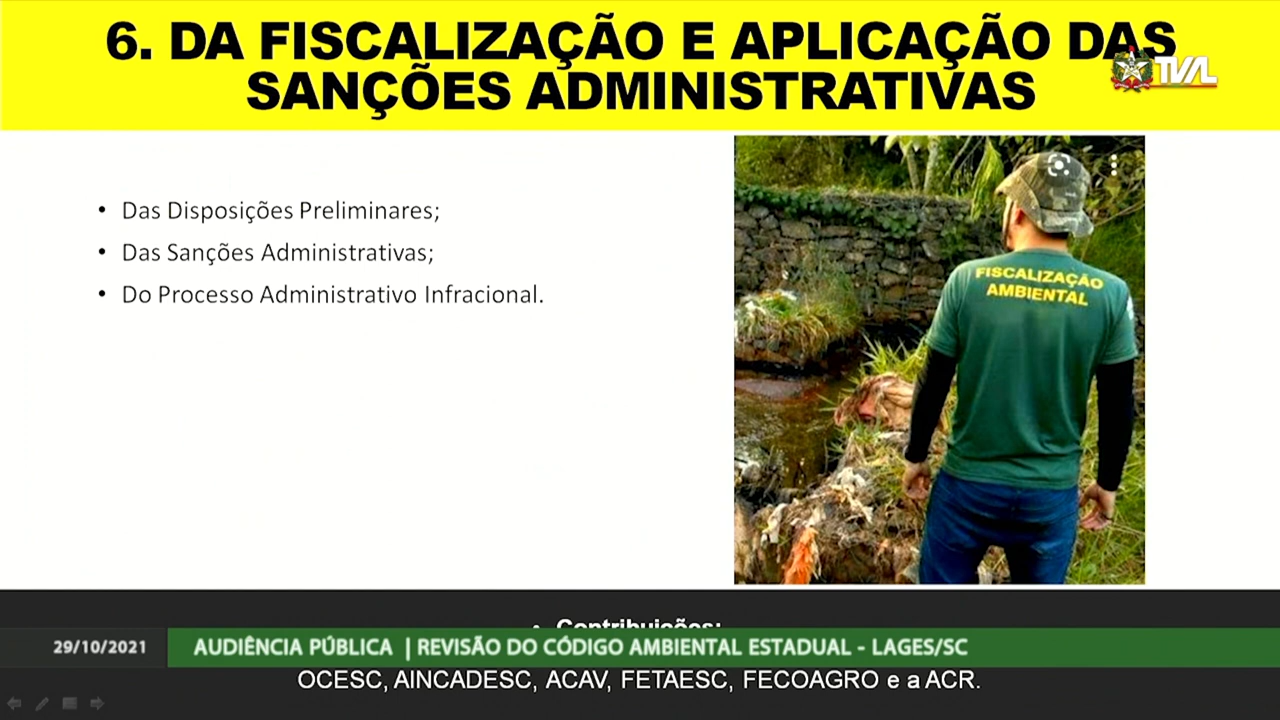 6. DA FISCALIZAÇÃO E APLICAÇÃO DAS
SANÇÕES ADMINISTRATIVAS
TVAL
• Das Disposições Preliminares;
• Das Sanções Administrativas;
• Do Processo Administrativo Infracional.
FISCALIZAÇÃO
AMBIENTAL
• Contribuições:
29/10/2021 AUDIÊNCIA PÚBLICA | REVISÃO DO CÓDIGO AMBIENTAL ESTADUAL - LAGES/SC
OCESC, AINCADESC, ACAV, FETAESC, FECOAGRO e a ACR.